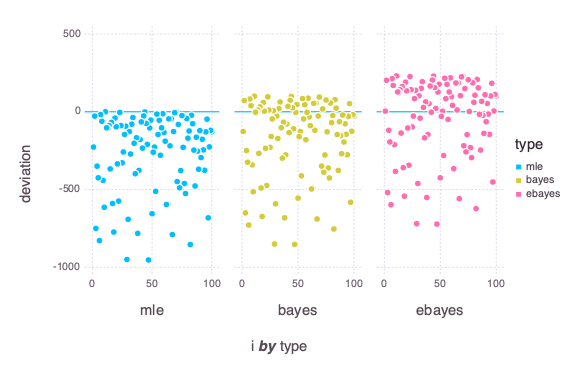 500
0
-500
-1000
deviation
0 50 100
0 50 100
0 50 100
mle bayes ebayes
i by type
type
mle
bayes
ebayes